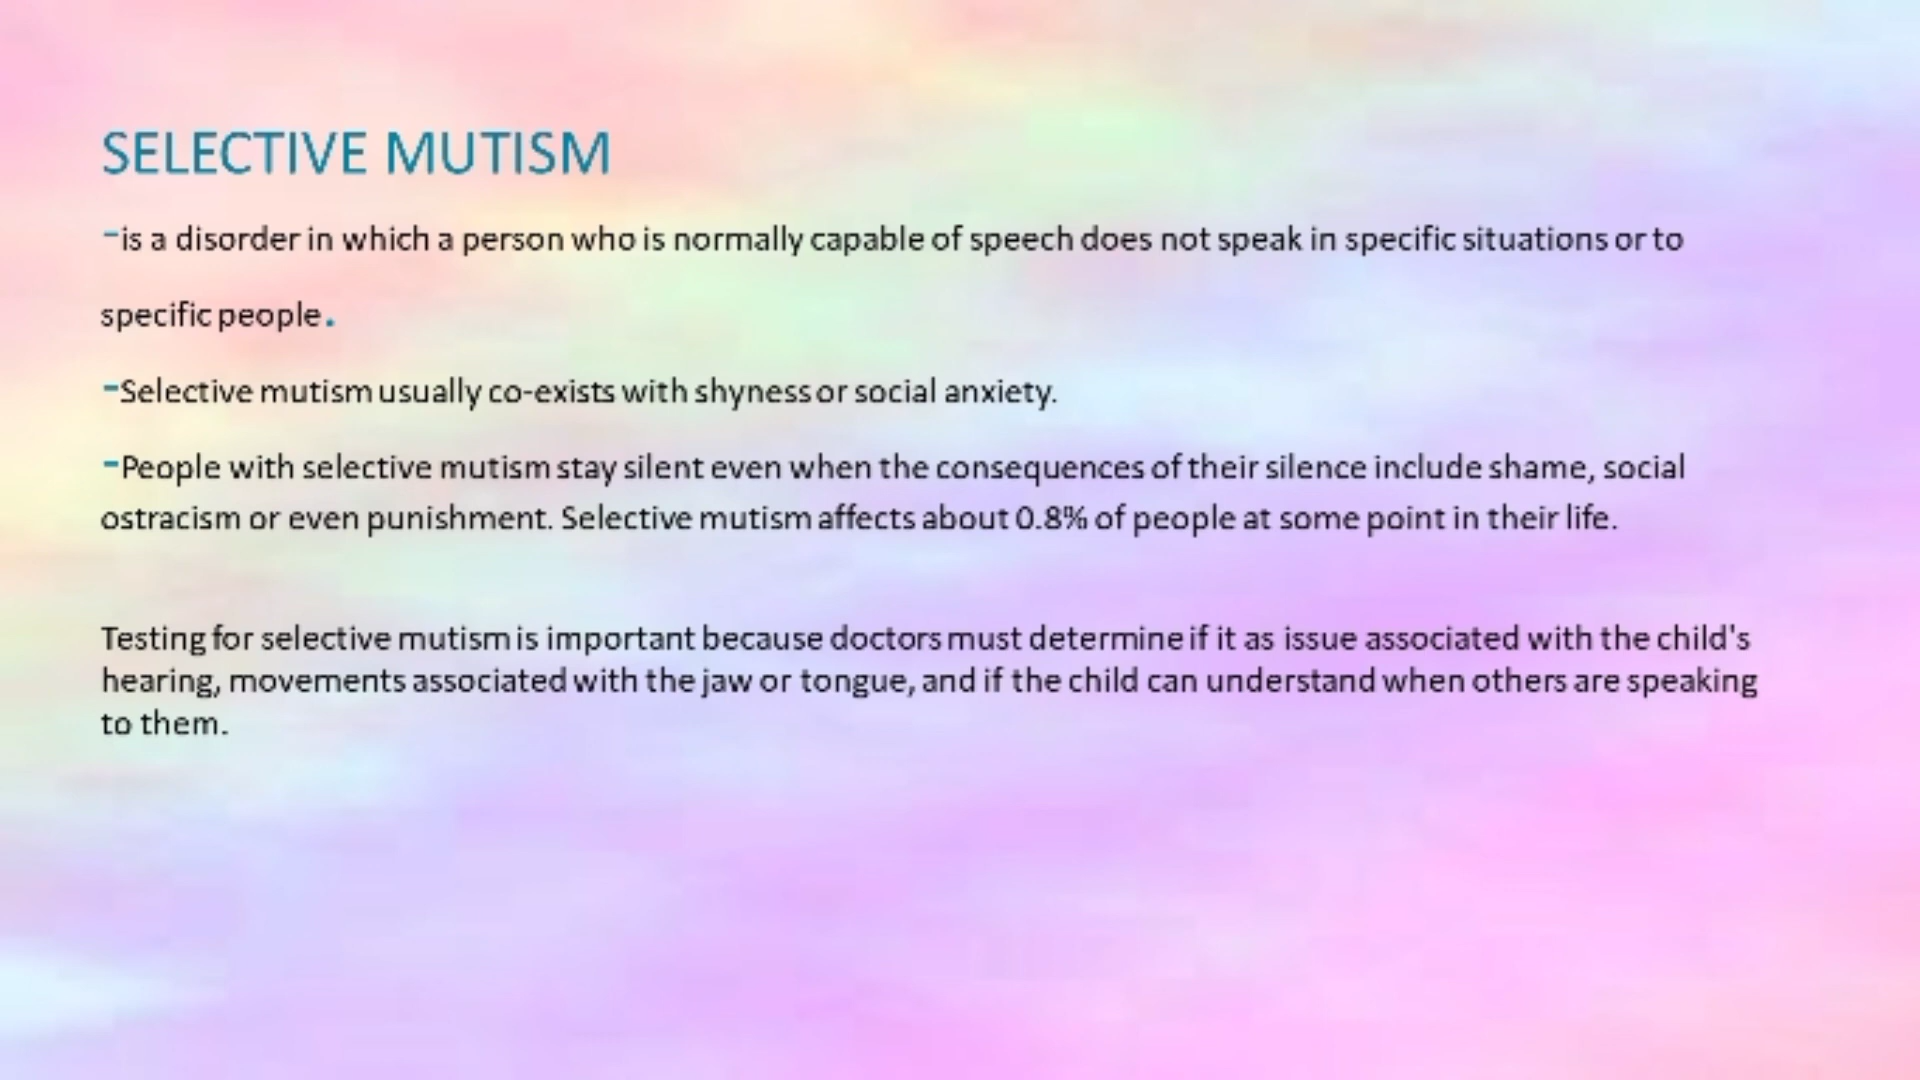 SELECTIVE MUTISM
-is a disorder in which a person who is normally capable of speech does not speak in specific situations or to
specific people.
-Selective mutism usually co-exists with shyness or social anxiety.
-People with selective mutism stay silent even when the consequences of their silence include shame, social
ostracism or even punishment. Selective mutism affects about 0.8% of people at some point in their life.
Testing for selective mutism is important because doctors must determine if it as issue associated with the child's
hearing, movements associated with the jaw or tongue, and if the child can understand when others are speaking
to them.